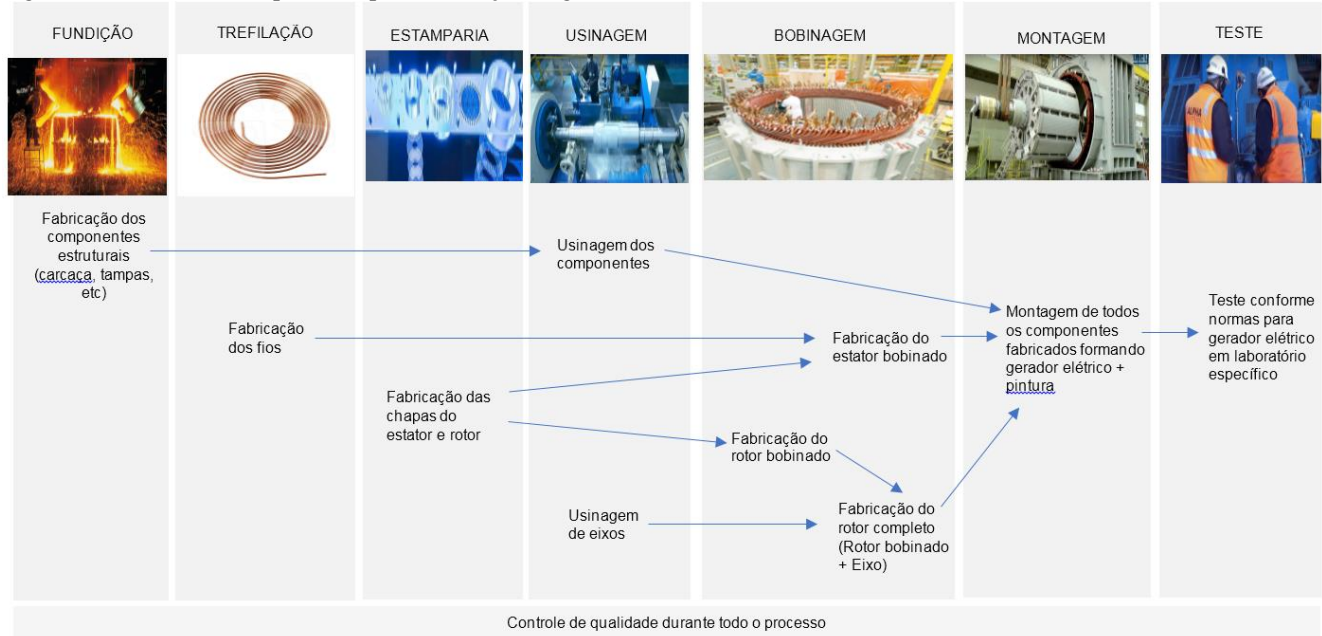 FUNDIÇÃO
TREFILAÇÃO
ESTAMPARIA
USINAGEM
BOBINAGEM
MONTAGEM
TESTE
ALPHA
Fabricação dos
componentes
estruturais
(carcaça, tampas,
etc)
Usinagem dos
componentes
Fabricação
dos fios
Fabricação das
chapas do
estator e rotor
Usinagem
de eixos
Fabricação do
estator bobinado
Fabricação do
rotor bobinado
Fabricação do
rotor completo
(Rotor bobinado
+ Eixo)
Montagem de todos
os componentes
fabricados formando
gerador elétrico +
pintura
Teste conforme
normas para
gerador elétrico
em laboratório
específico
Controle de qualidade durante todo o processo